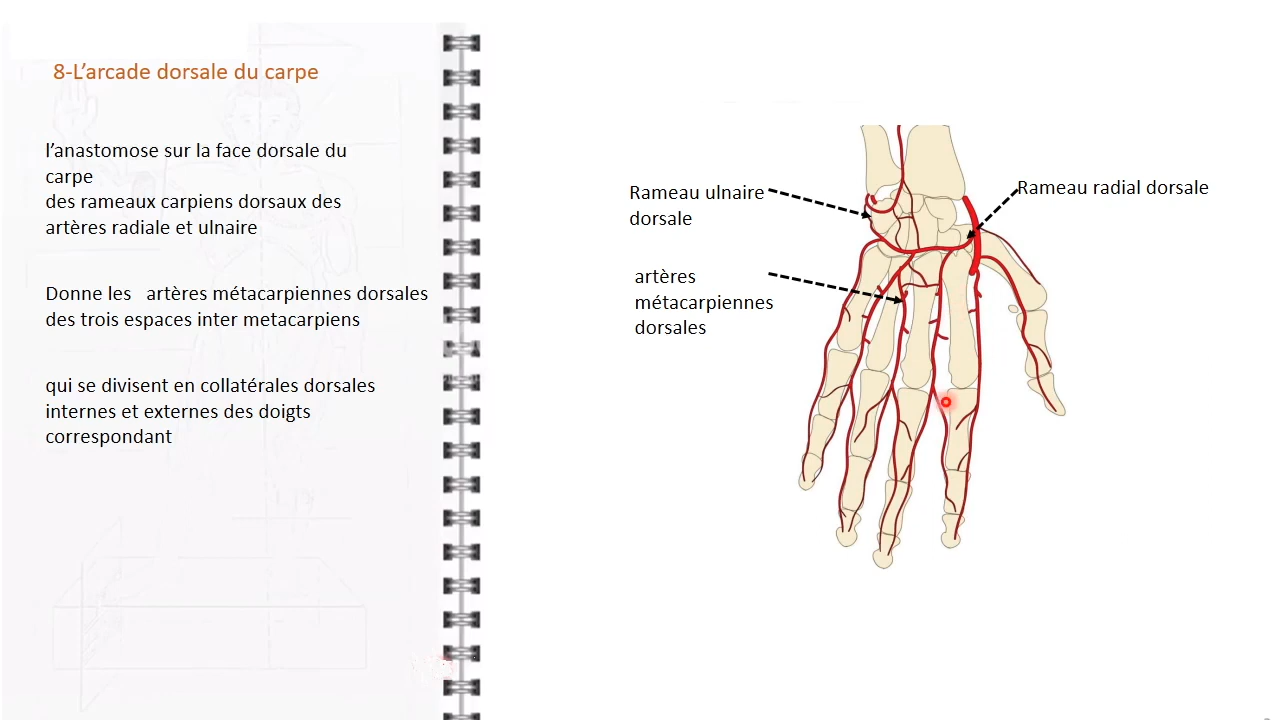 8-L'arcade dorsale du carpe
l'anastomose sur la face dorsale du
carpe
des rameaux carpiens dorsaux des
artères radiale et ulnaire
Donne les artères métacarpiennes dorsales
des trois espaces inter metacarpiens
qui se divisent en collatérales dorsales
internes et externes des doigts
correspondant
Rameau ulnaire
dorsale
artères
métacarpiennes
dorsales
Rameau radial dorsale